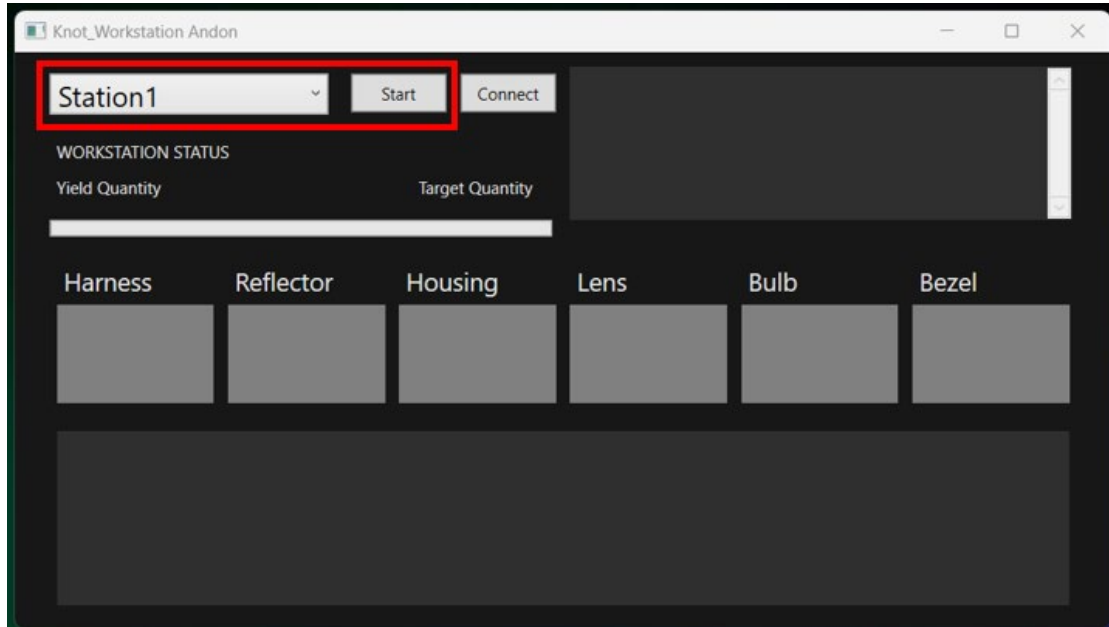 Knot_Workstation Andon
Station1 Start Connect
WORKSTATION STATUS
Yield Quantity Target Quantity
Harness Reflector Housing Lens Bulb Bezel